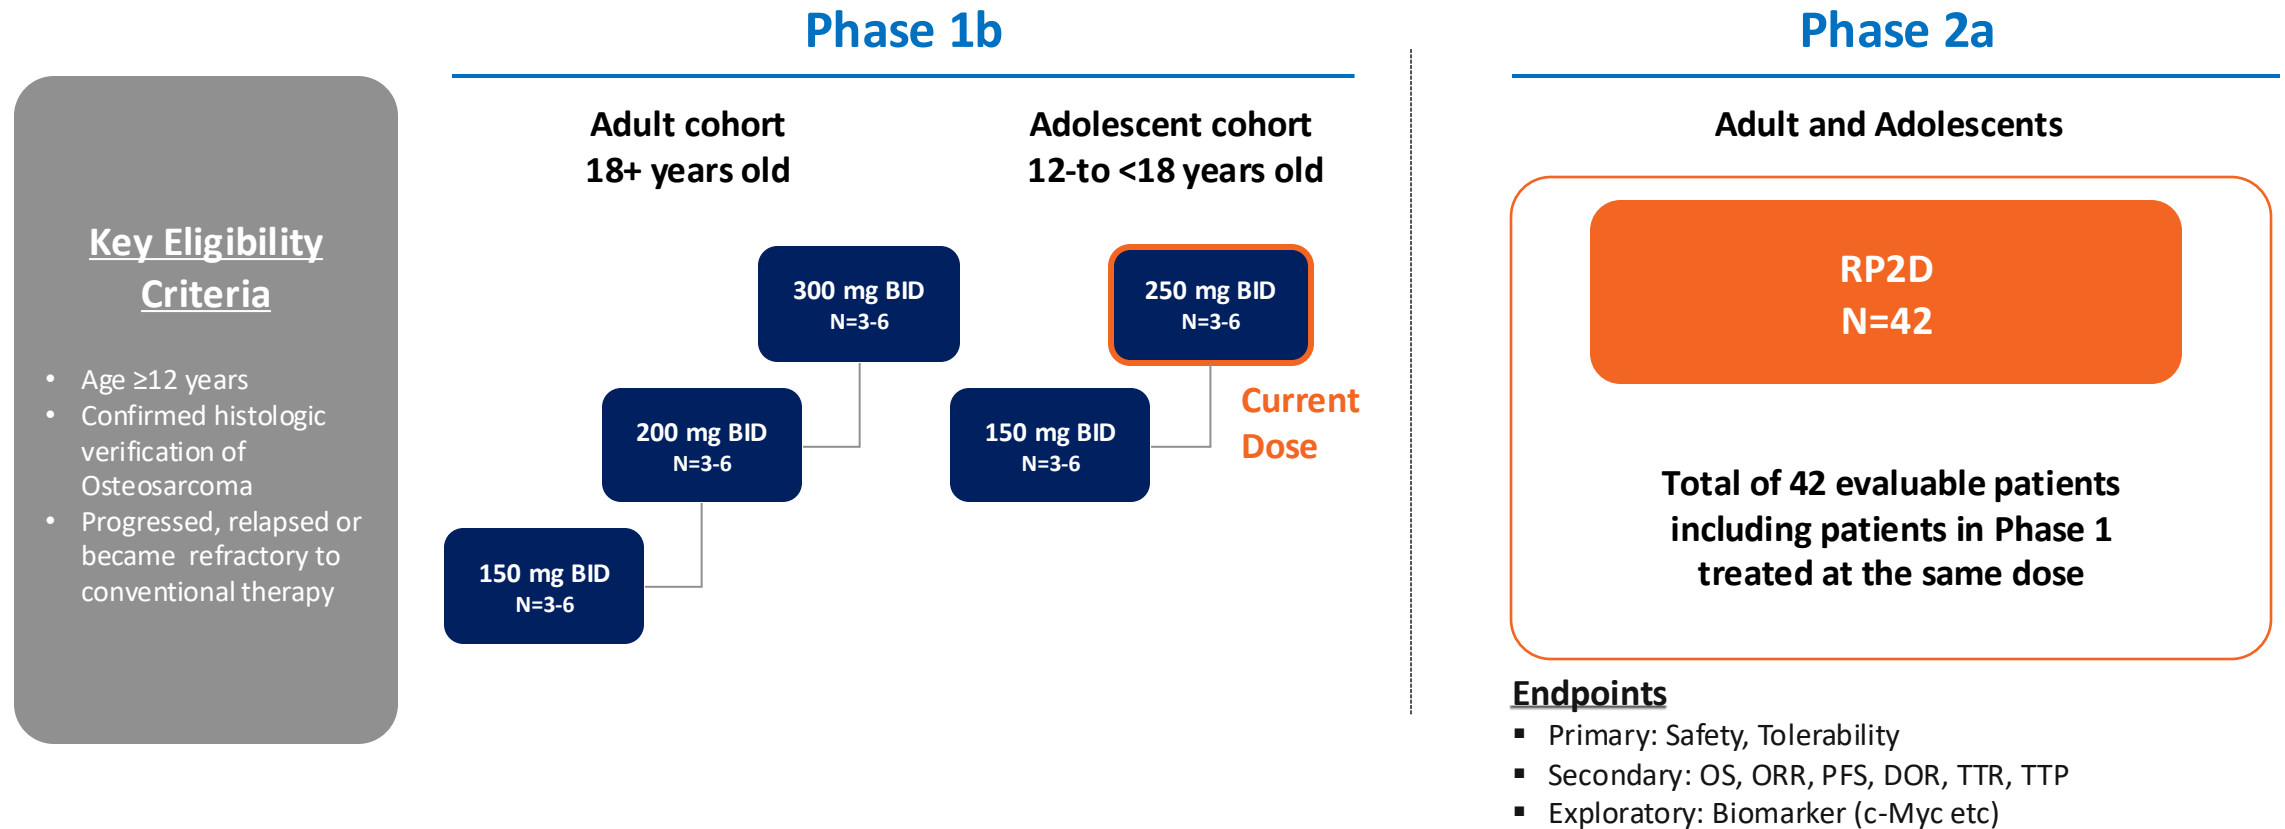 Phase 1b
Phase 2a
Key Eligibility
Criteria
• Age ≥12 years
• Confirmed histologic
verification of
Osteosarcoma
• Progressed, relapsed or
became refractory to
conventional therapy
Adult cohort
18+ years old
300 mg BID
N=3-6
200 mg BID
N=3-6
150 mg BID
N=3-6
Adolescent cohort
12-to <18 years old
250 mg BID
N=3-6
150 mg BID
N=3-6
Current
Dose
Adult and Adolescents
RP2D
N=42
Total of 42 evaluable patients
including patients in Phase 1
treated at the same dose
Endpoints
▪ Primary: Safety, Tolerability
▪ Secondary: OS, ORR, PFS, DOR, TTR, TTP
▪ Exploratory: Biomarker (c-Myc etc)